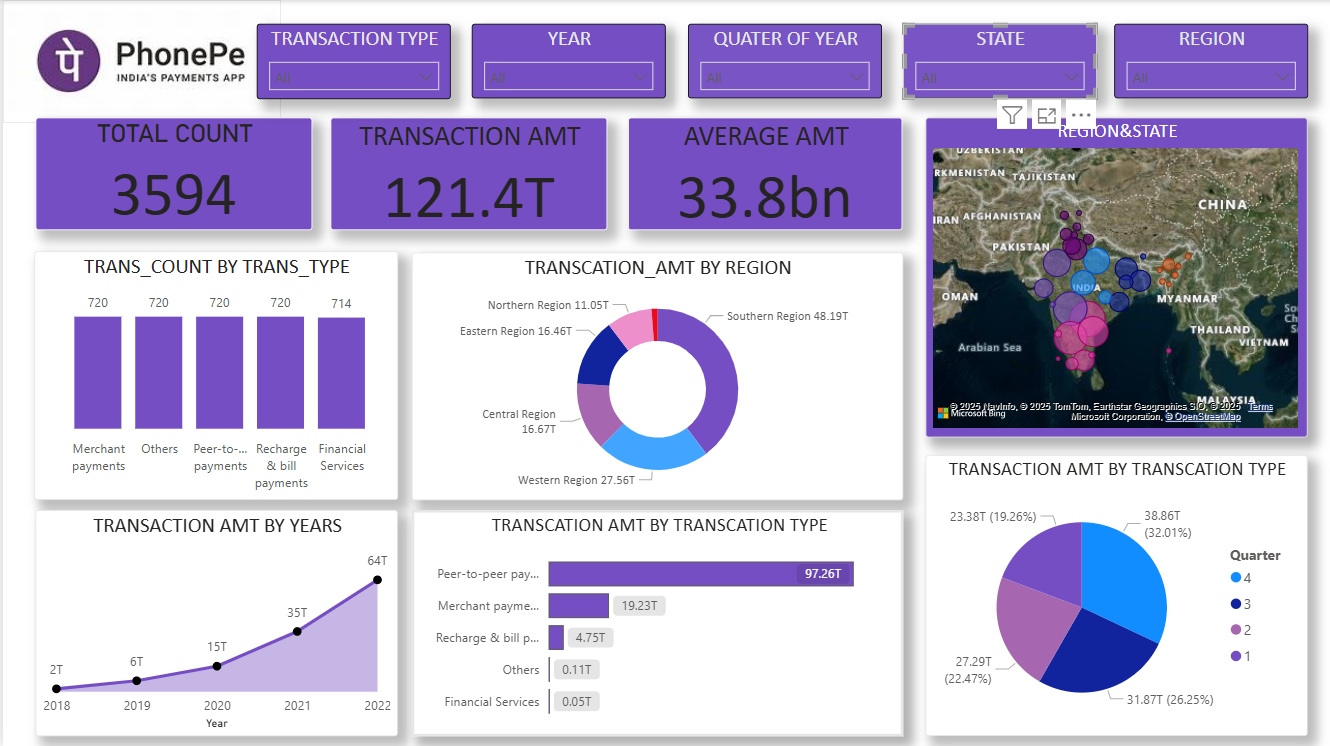 पे
PhonePe
INDIA'S PAYMENTS APP
TRANSACTION TYPE
All
YEAR
All
QUATER OF YEAR
All
STATE
All
REGION
All
TOTAL COUNT
3594
TRANSACTION AMT
121.4T
AVERAGE AMT
33.8bn
REGION&STATE
UZBEKISTAN
RKMENISTAN
TAJIKISTAN
CHINA
IRAN
AFGHANISTAN
PAKISTAN
INDIA
OMAN
MYANMAR
THAILAND
VIETNAM
Arabian Sea
Sou
Ch
S
MALAYSIA
Microsoft Bing
© 2025 NavInfo, © 2025 TomTom, Earthstar Geographics SIO, © 2025
Microsoft Corporation, © OpenStreetMap
Terms
TRANS_COUNT BY TRANS_TYPE
720
720
720
720
714
Merchant payments
Others
Peer-to-... payments
Recharge & bill payments
Financial Services
TRANSCATION_AMT BY REGION
Northern Region 11.05T
Southern Region 48.19T
Eastern Region 16.46T
Central Region
16.67T
Western Region 27.56T
TRANSACTION AMT BY YEARS
2T
6T
15T
35T
64T
2018
2019
2020
2021
2022
Year
TRANSCATION AMT BY TRANSCATION TYPE
Peer-to-peer pay...
97.26T
Merchant payme...
19.23T
Recharge & bill p...
4.75T
Others
0.11T
Financial Services
0.05T
TRANSACTION AMT BY TRANSCATION TYPE
23.38T (19.26%)
38.86T
(32.01%)
27.29T
(22.47%)
31.87T (26.25%)
Quarter
4
3
2
1